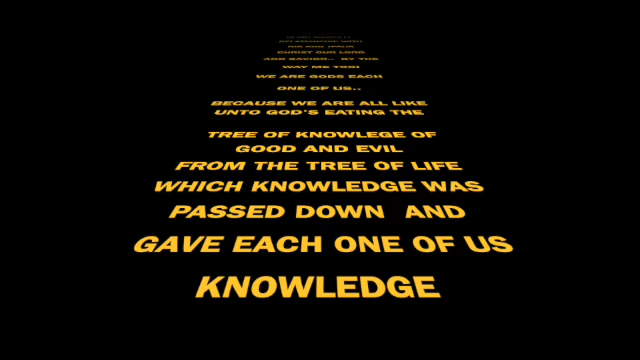 CHRIST OUR LORD
AND SAVIOR.. BY THE
WAY ME TOO!
WE ARE GODS EACH
ONE OF US..
BECAUSE WE ARE ALL LIKE
UNTO GOD'S EATING THE
TREE OF KNOWLEGE OF
GOOD AND EVIL
FROM THE TREE OF LIFE
WHICH KNOWLEDGE WAS
PASSED DOWN AND
GAVE EACH ONE OF US
KNOWLEDGE